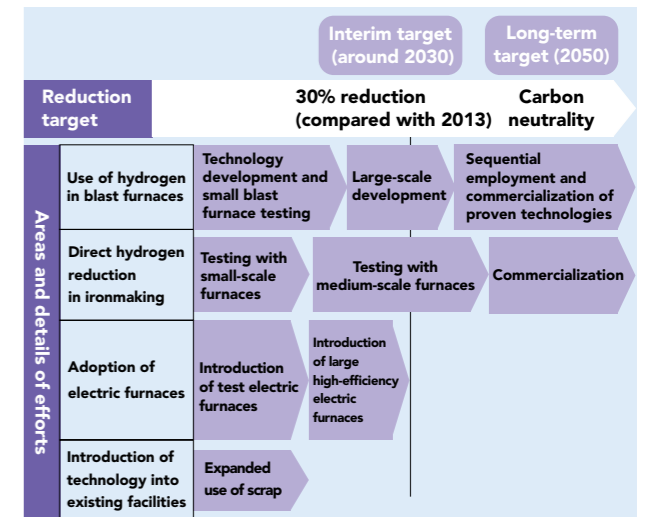 Interim target
(around 2030)
Long-term
target (2050)
Reduction
target
30% reduction
(compared with 2013)
Carbon
neutrality
Areas and details of efforts
Use of hydrogen
in blast furnaces
Technology
development and
small blast
furnace testing
Large-scale
development
Sequential
employment and
commercialization of
proven technologies
Direct hydrogen
reduction
in ironmaking
Testing with
small-scale
furnaces
Testing with
medium-scale furnaces
Commercialization
Adoption of
electric furnaces
Introduction
of test electric
furnaces
Introduction
of large
high-efficiency
electric
furnaces
Introduction of
technology into
existing facilities
Expanded
use of scrap